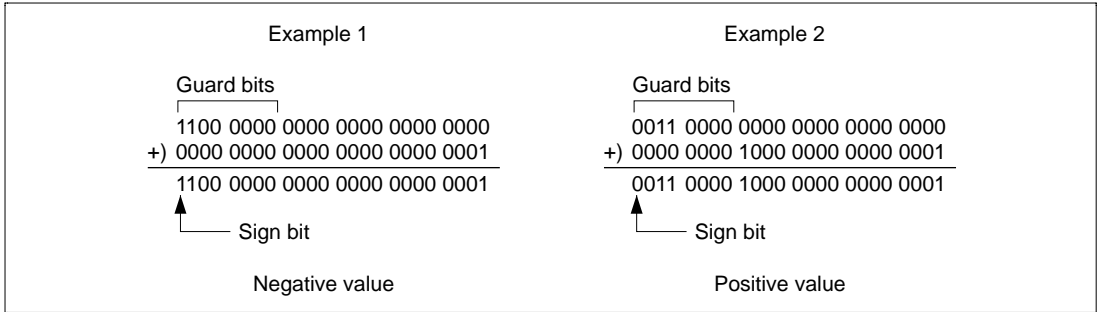 Example 1
Guard bits
1100 0000 0000 0000 0000 0000
+) 0000 0000 0000 0000 0000 0001
1100 0000 0000 0000 0000 0001
Sign bit
Negative value
Example 2
Guard bits
0011 0000 0000 0000 0000 0000
+) 0000 0000 1000 0000 0000 0001
0011 0000 1000 0000 0000 0001
Sign bit
Positive value